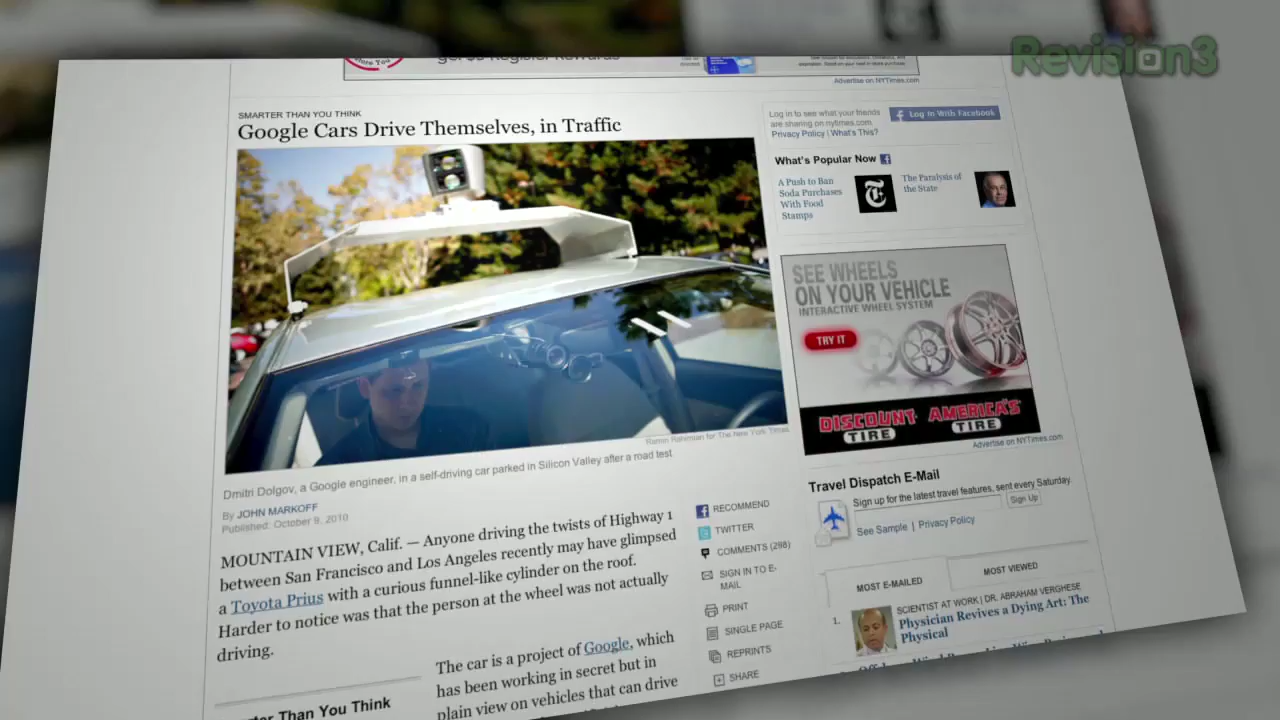 Revision3
Advertise on NYTimes.com
SMARTER THAN YOU THINK
Google Cars Drive Themselves, in Traffic
Log in to see what your friends
are sharing on nytimes.com.
Privacy Policy | What's This?
Log In With Facebook
What's Popular Now
A Push to Ban
Soda Purchases
With Food
Stamps
The Paralysis of
the State
SEE WHEELS
ON YOUR VEHICLE
INTERACTIVE WHEEL SYSTEM
TRY IT
DISCOUNT TIRE
AMERICA'S TIRE
Advertise on NYTimes.com
Ramin Rahimian for The New York Times
Dmitri Dolgov, a Google engineer, in a self-driving car parked in Silicon Valley after a road test
By JOHN MARKOFF
Published: October 9, 2010
MOUNTAIN VIEW, Calif. — Anyone driving the twists of Highway 1
between San Francisco and Los Angeles recently may have glimpsed
a Toyota Prius with a curious funnel-like cylinder on the roof.
Harder to notice was that the person at the wheel was not actually
driving.
The car is a project of Google, which
has been working in secret but in
plain view on vehicles that can drive
Than You Think
RECOMMEND
TWITTER
COMMENTS (298)
SIGN IN TO E-
MAIL
PRINT
SINGLE PAGE
REPRINTS
SHARE
Travel Dispatch E-Mail
Sign up for the latest travel features, sent every Saturday.
Sign Up
See Sample | Privacy Policy
MOST E-MAILED
MOST VIEWED
1.
SCIENTIST AT WORK | DR. ABRAHAM VERGHESE
Physician Revives a Dying Art: The
Physical